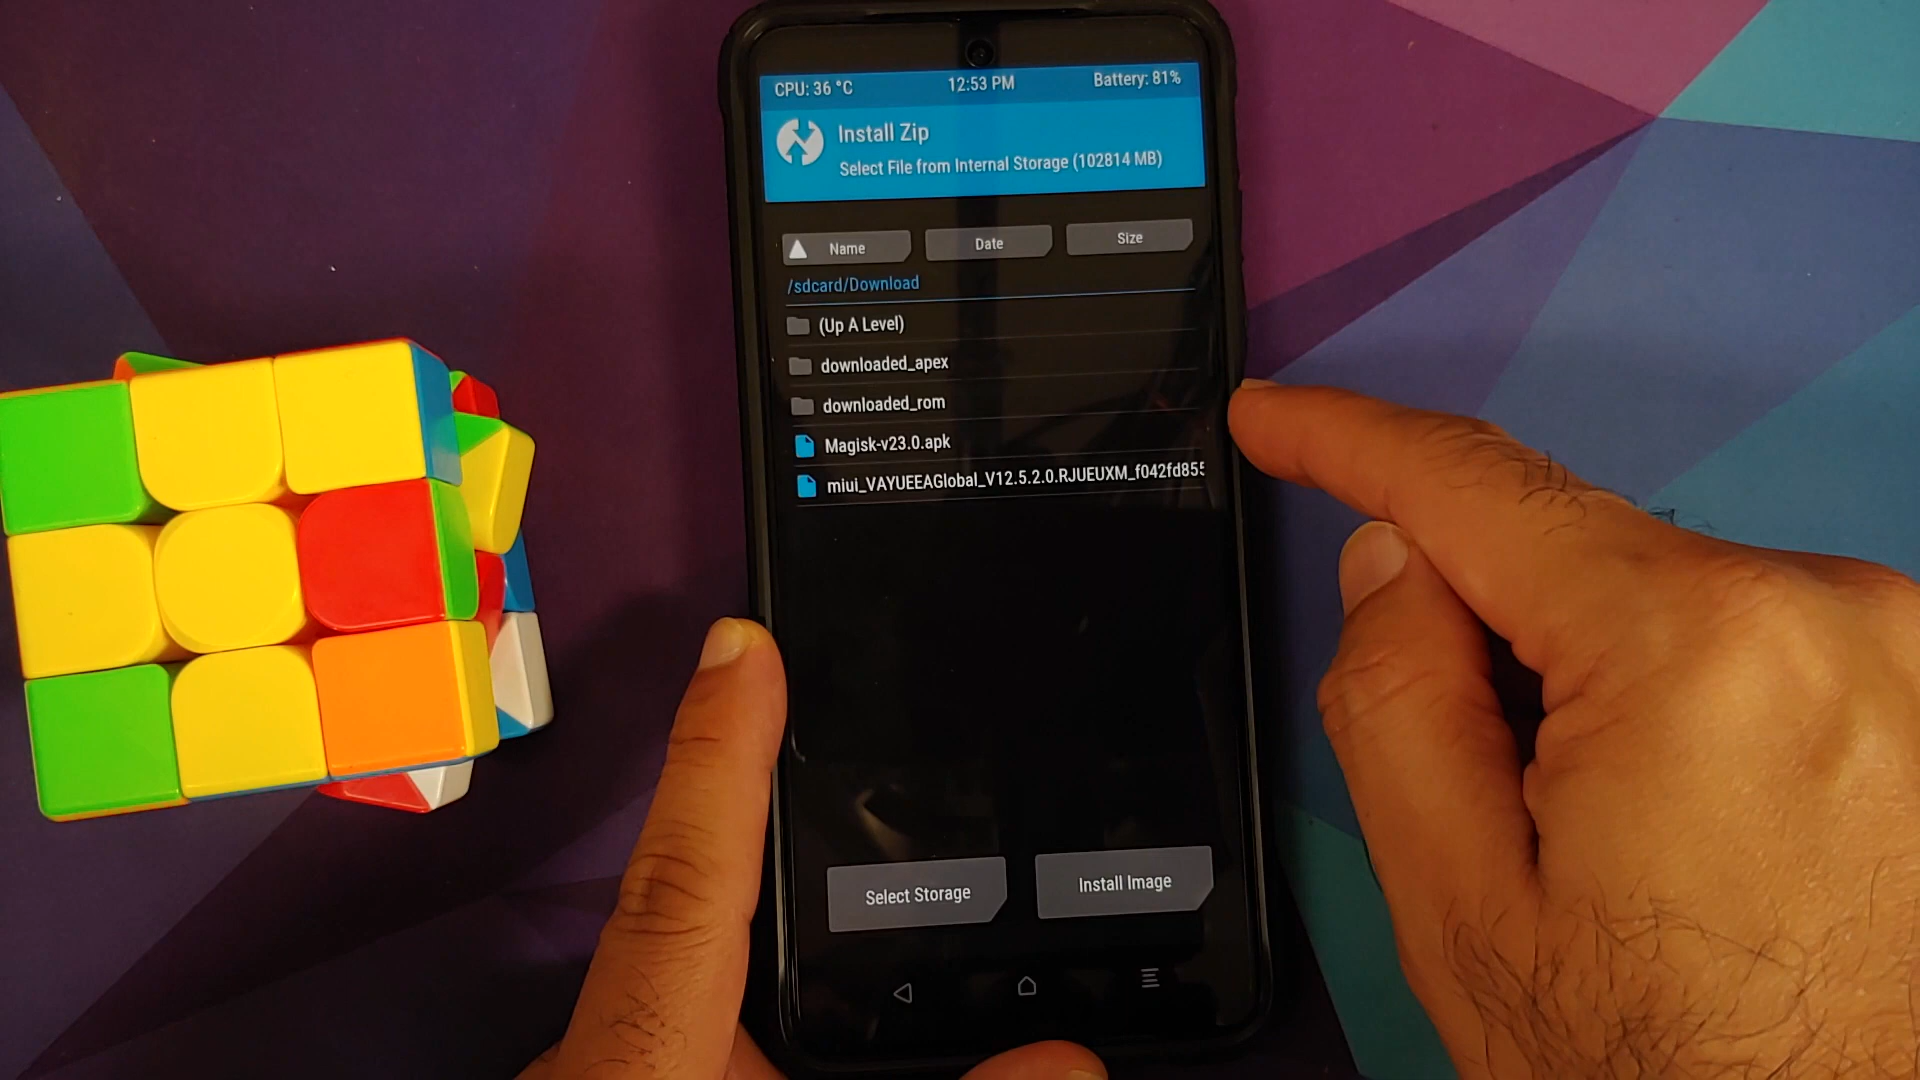 CPU: 36 °C 12:53 PM Battery: 81%
Install Zip
Select File from Internal Storage (102814 MB)
Name Date Size
/sdcard/Download
(Up A Level)
downloaded_apex
downloaded_rom
Magisk-v23.0.apk
miui_VAYUEEAGlobal_V12.5.2.0.RJUEUXM_f042fd855
Select Storage Install Image